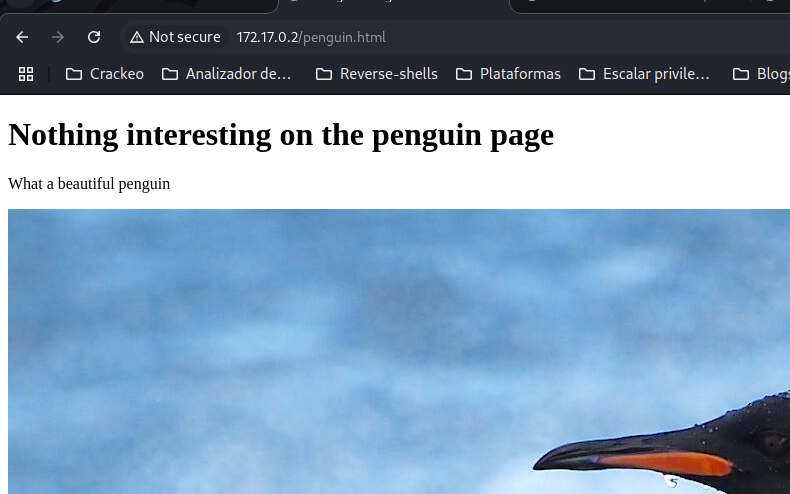 Not secure 172.17.0.2/penguin.html
Crackeo Analizador de... Reverse-shells Plataformas Escalar privile... Blogs
Nothing interesting on the penguin page
What a beautiful penguin